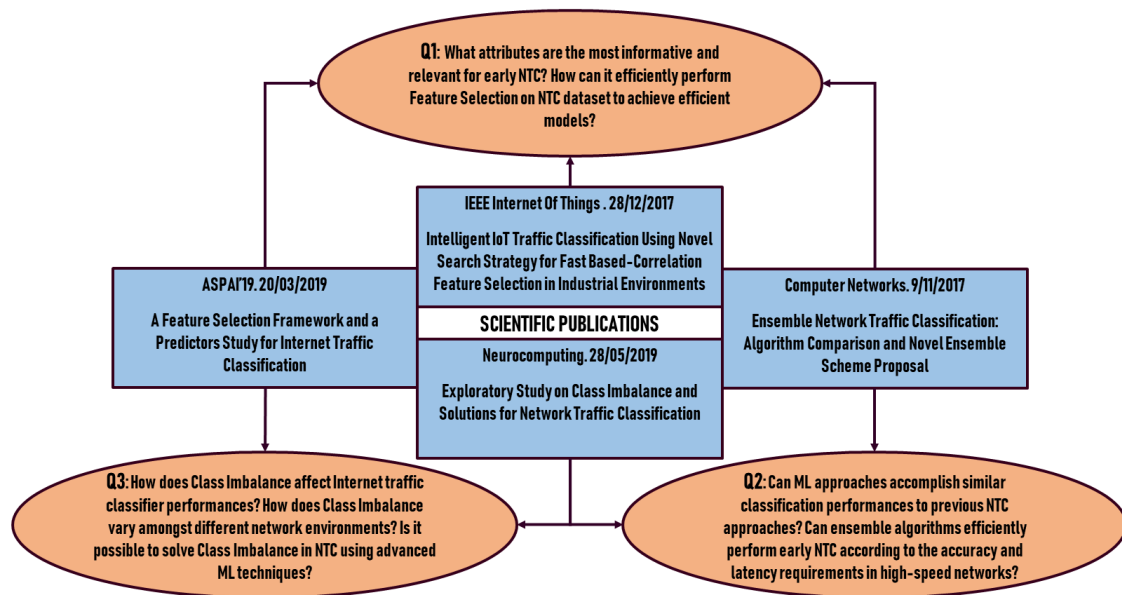 Q1: What attributes are the most informative and
relevant for early NTC? How can it efficiently perform
Feature Selection on NTC dataset to achieve efficient
models?
IEEE Internet Of Things . 28/12/2017
Intelligent IoT Traffic Classification Using Novel
Search Strategy for Fast Based-Correlation
Feature Selection in Industrial Environments
ASPAI'19. 20/03/2019
A Feature Selection Framework and a
Predictors Study for Internet Traffic
Classification
SCIENTIFIC PUBLICATIONS
Computer Networks. 9/11/2017
Ensemble Network Traffic Classification:
Algorithm Comparison and Novel Ensemble
Scheme Proposal
Neurocomputing. 28/05/2019
Exploratory Study on Class Imbalance and
Solutions for Network Traffic Classification
Q3: How does Class Imbalance affect Internet traffic
classifier performances? How does Class Imbalance
vary amongst different network environments? Is it
possible to solve Class Imbalance in NTC using advanced
ML techniques?
Q2: Can ML approaches accomplish similar
classification performances to previous NTC
approaches? Can ensemble algorithms efficiently
perform early NTC according to the accuracy and
latency requirements in high-speed networks?